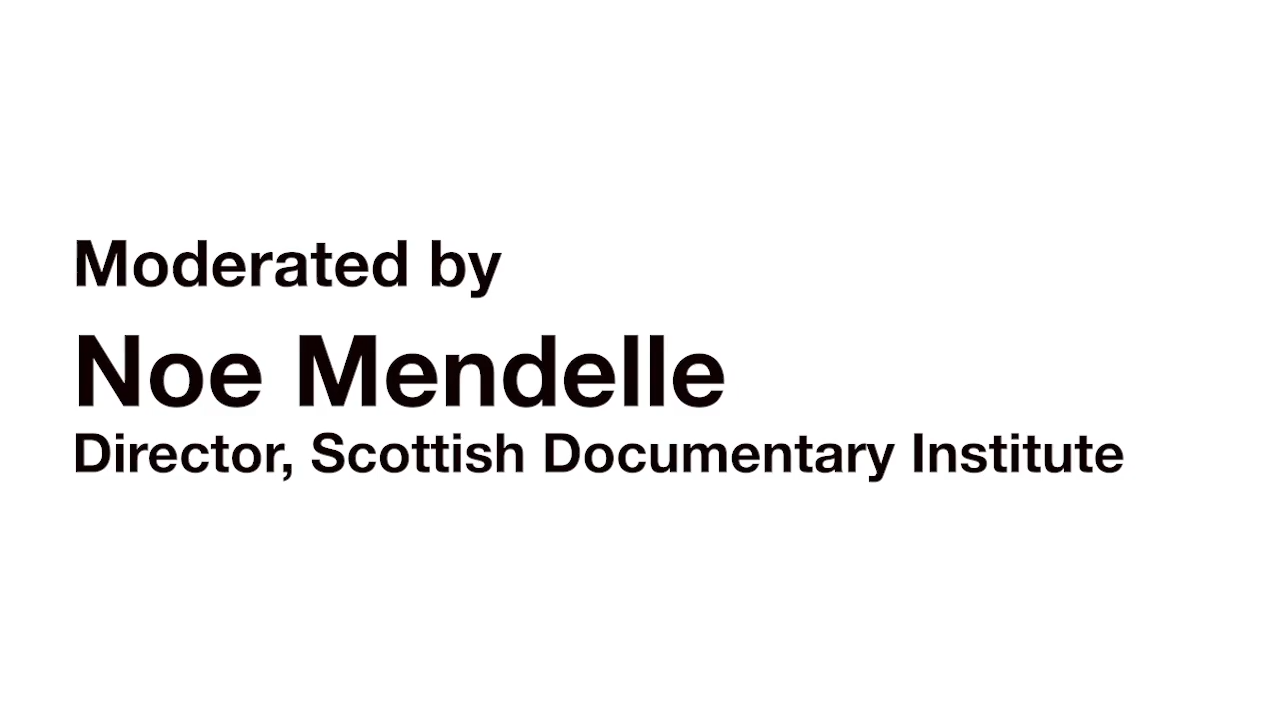 Moderated by
Noe Mendelle
Director, Scottish Documentary Institute